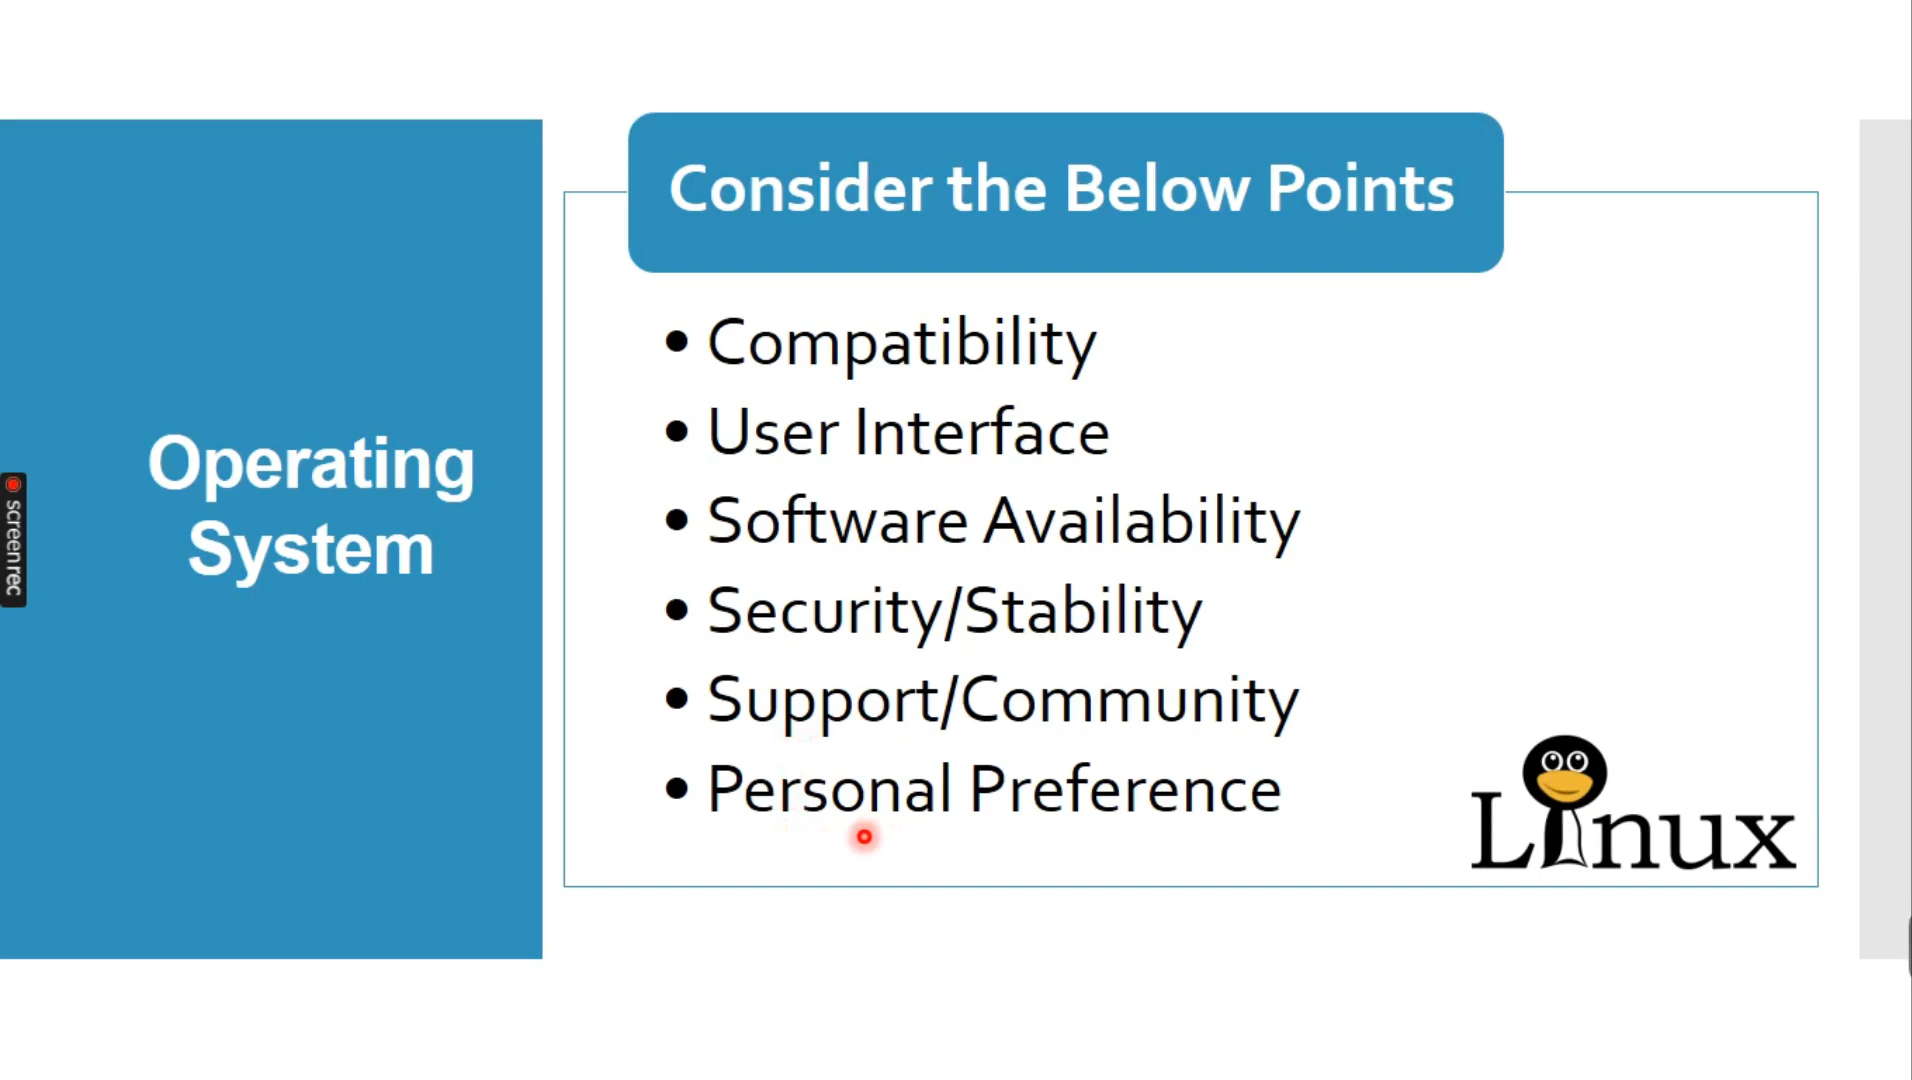 Consider the Below Points
Operating
System
• Compatibility
• User Interface
• Software Availability
• Security/Stability
• Support/Community
• Personal Preference
Linux
screenrec